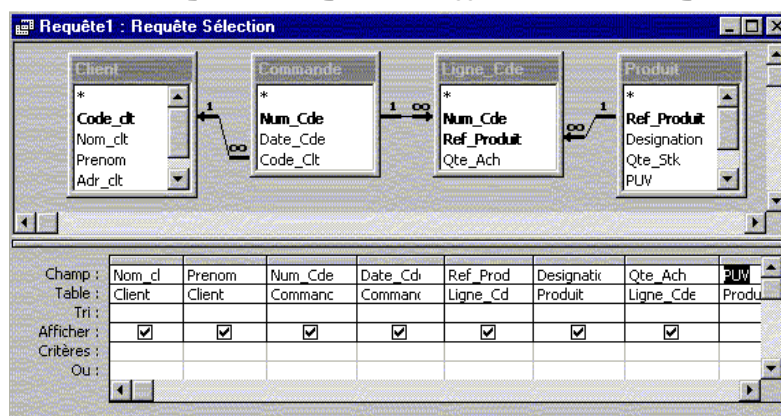 Requête1 : Requête Sélection
Client Commande Ligne_Cde Produit
* * * *
Code_clt Num_Cde Num_Cde Ref_Produit
Nom_clt Date_Cde Ref_Produit Designation
Prenom Code_Clt Qte_Ach Qte_Stk
Adr_clt PUV
1 ∞ 1 ∞ ∞ 1
Champ : Nom_cl Prenom Num_Cde Date_Cd Ref_Prod Designatic Qte_Ach PUV
Table : Client Client Commanc Commanc Ligne_Cd Produit Ligne_Cde Produ
Tri :
Afficher :
Critères :
Ou :